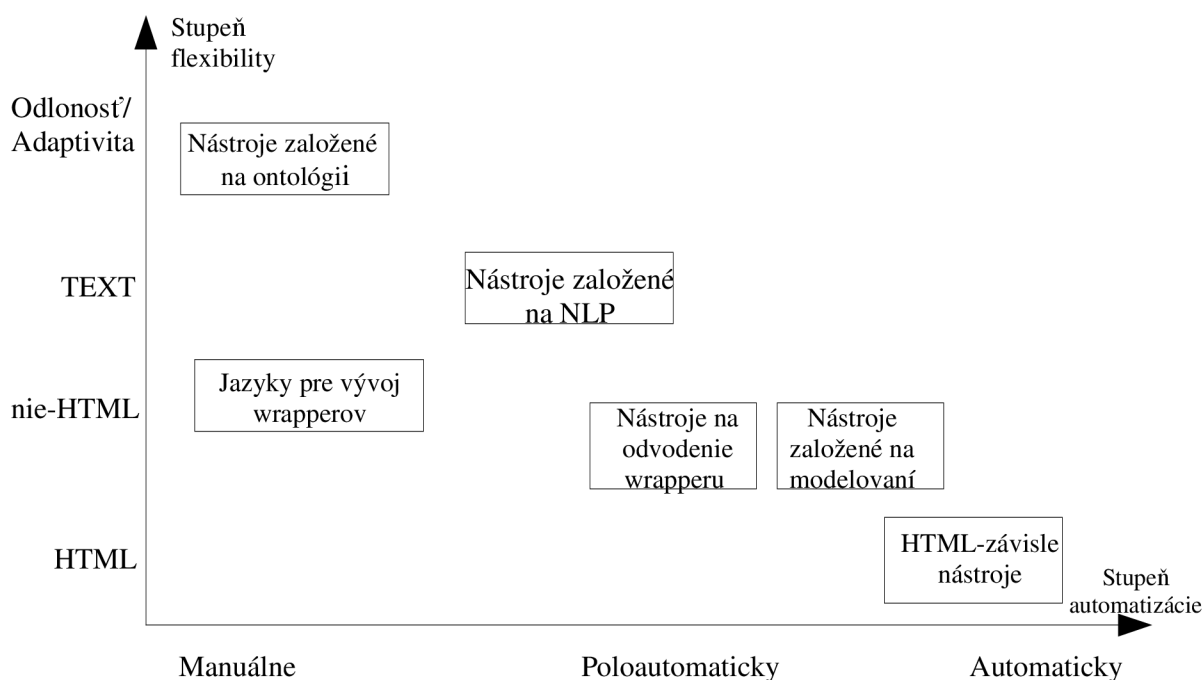 Stupeň
flexibility
Odlonosť/
Adaptivita
Nástroje založené
na ontológii
TEXT
Nástroje založené
na NLP
nie-HTML
Jazyky pre vývoj
wrapperov
Nástroje na
odvodenie
wrapperu
Nástroje
založené na
modelovaní
HTML
HTML-závisle
nástroje
Stupeň
automatizácie
Manuálne
Poloautomaticky
Automaticky